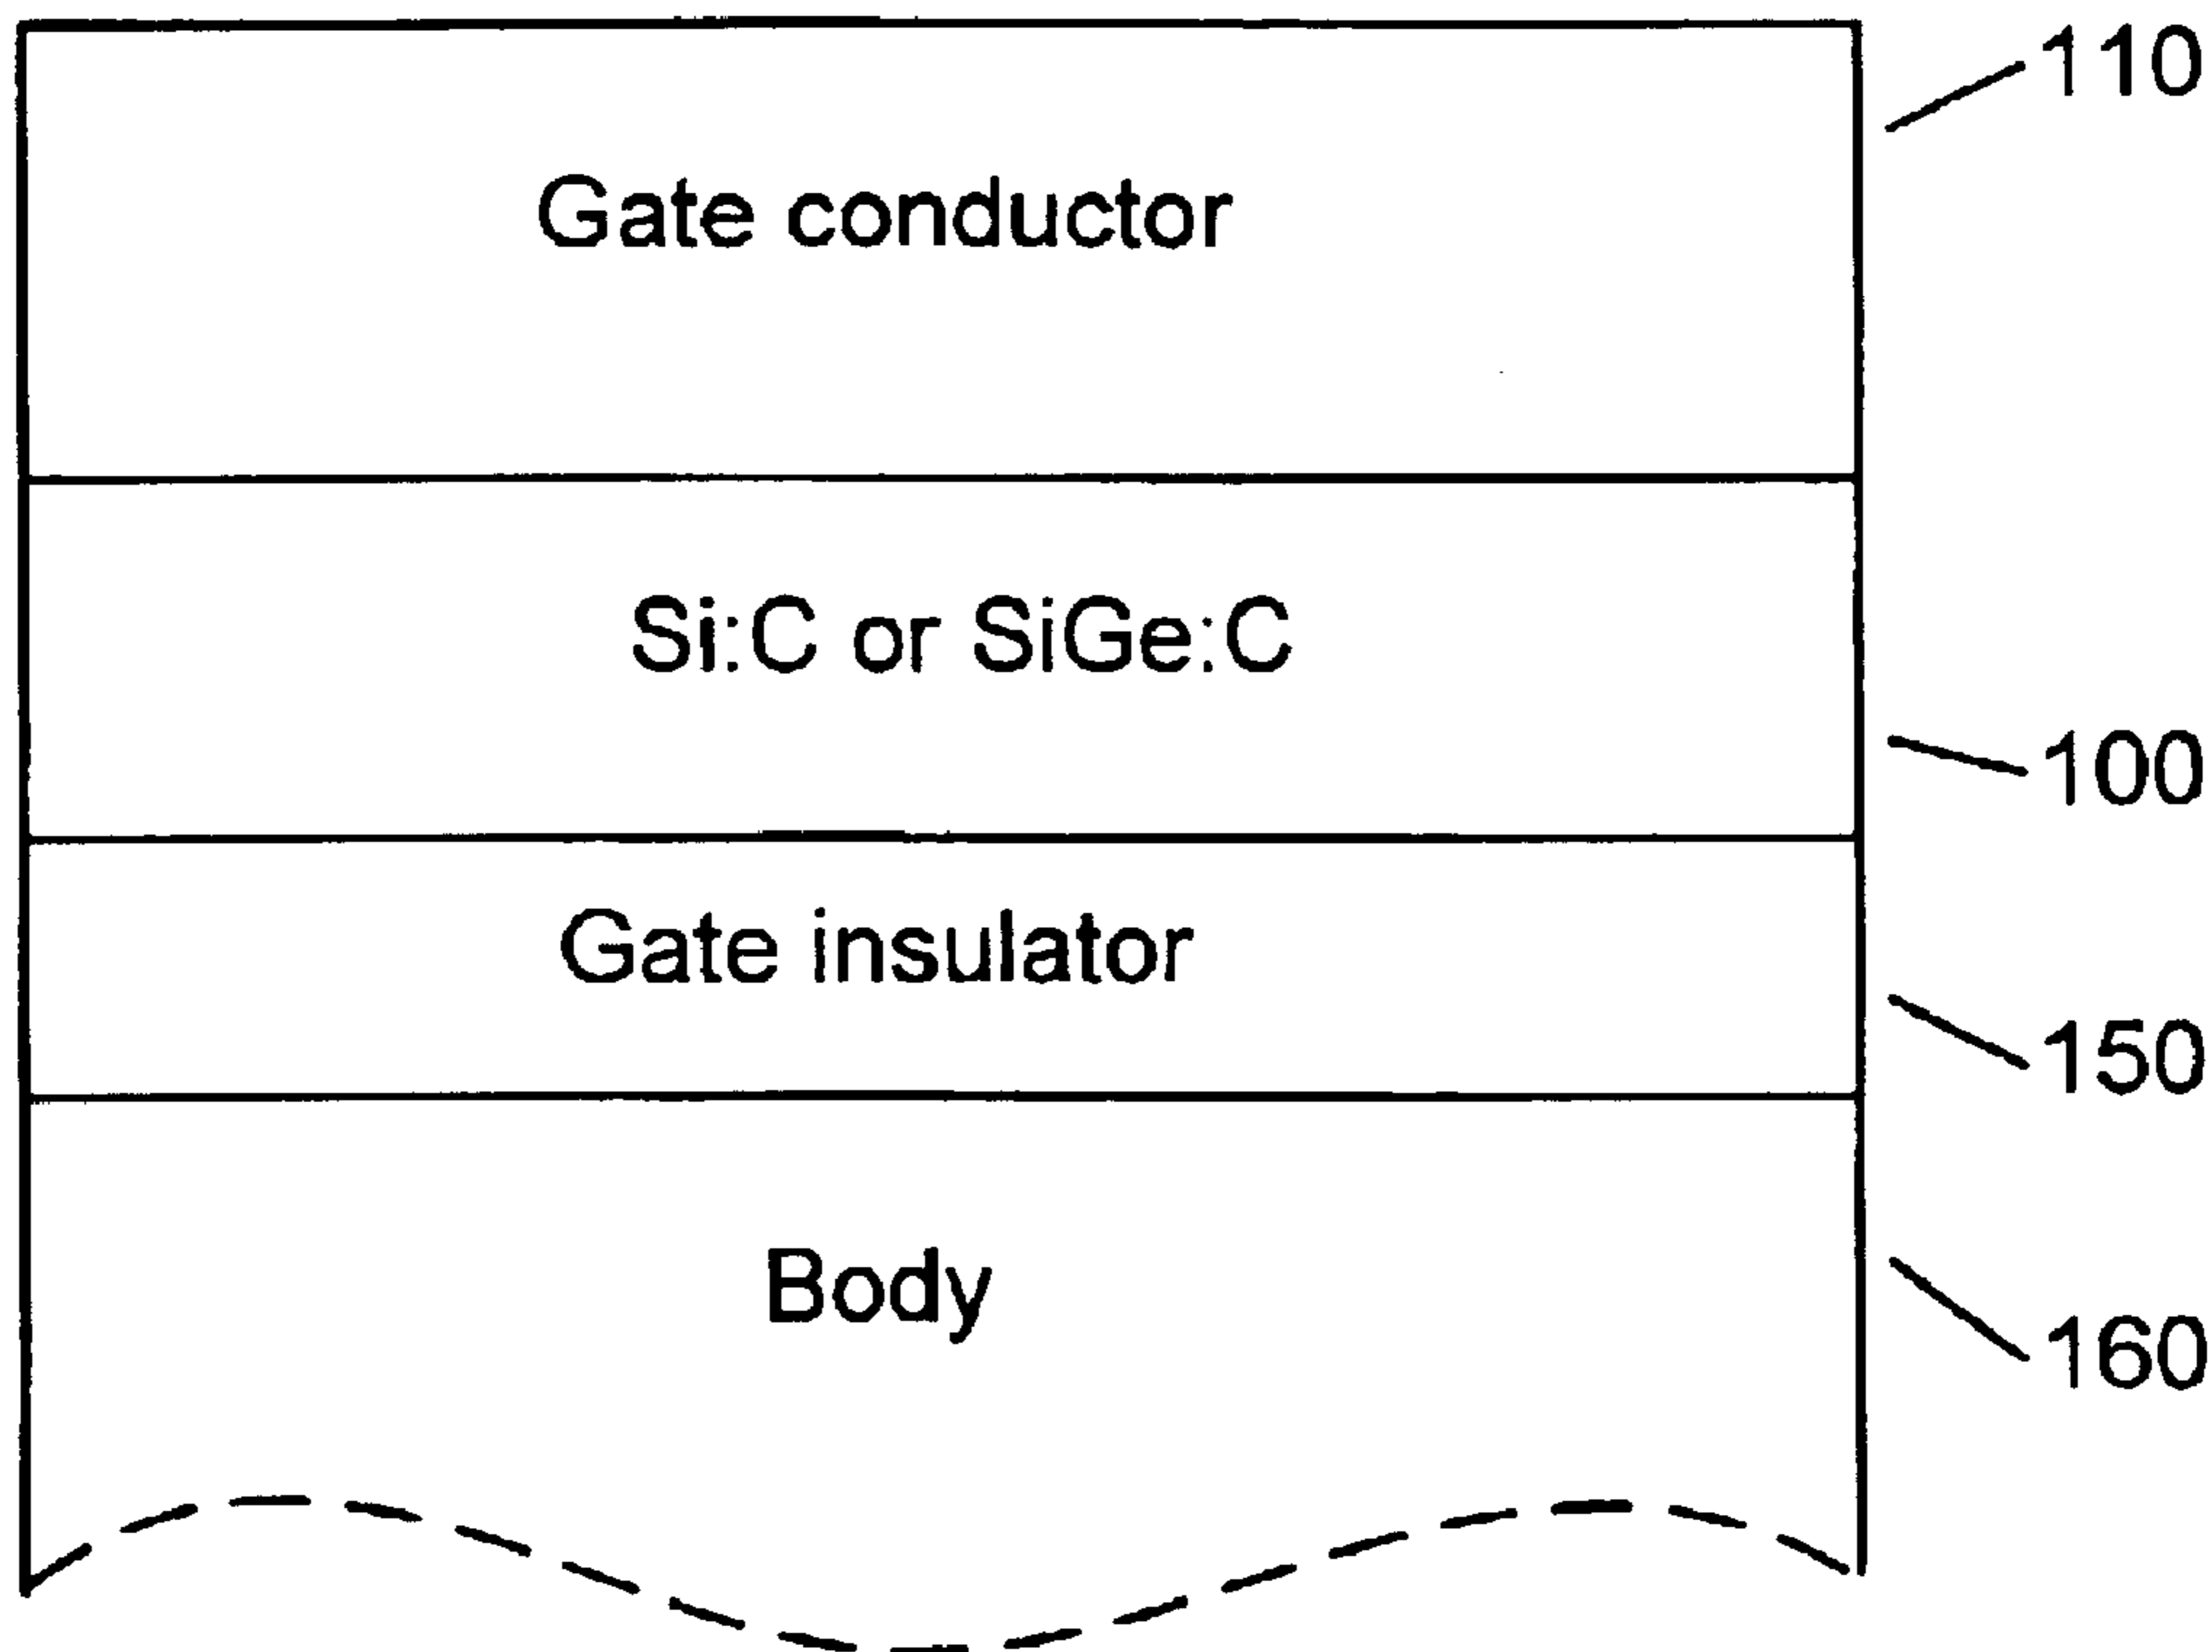 110
Gate conductor
Si:C or SiGe:C
100
Gate insulator
150
Body
160